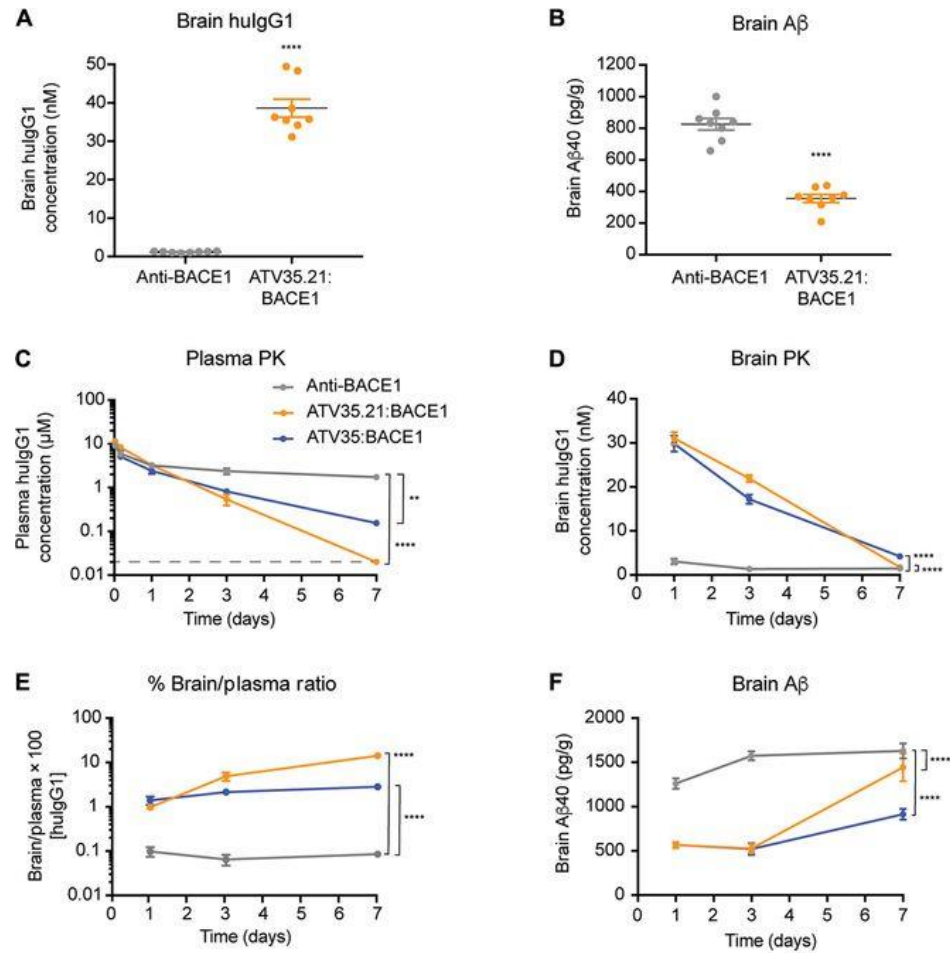 A
Brain huIgG1
****
Brain huIgG1
concentration (nM)
50
40
30
20
10
0
Anti-BACE1
ATV35.21:
BACE1
B
Brain Aβ
Brain Aβ40 (pg/g)
1200
1000
800
600
400
200
0
****
Anti-BACE1
ATV35.21:
BACE1
C
Plasma PK
Anti-BACE1
ATV35.21:BACE1
ATV35:BACE1
Plasma huIgG1
concentration (µM)
100
10
1
0.1
0.01
**
****
0 1 2 3 4 5 6 7
Time (days)
D
Brain PK
Brain huIgG1
concentration (nM)
40
30
20
10
0
****
****
0 1 2 3 4 5 6 7
Time (days)
E
% Brain/plasma ratio
Brain/plasma × 100
[huIgG1]
100
10
1
0.1
0.01
****
****
0 1 2 3 4 5 6 7
Time (days)
F
Brain Aβ
Brain Aβ40 (pg/g)
2000
1500
1000
500
0
****
****
0 1 2 3 4 5 6 7
Time (days)